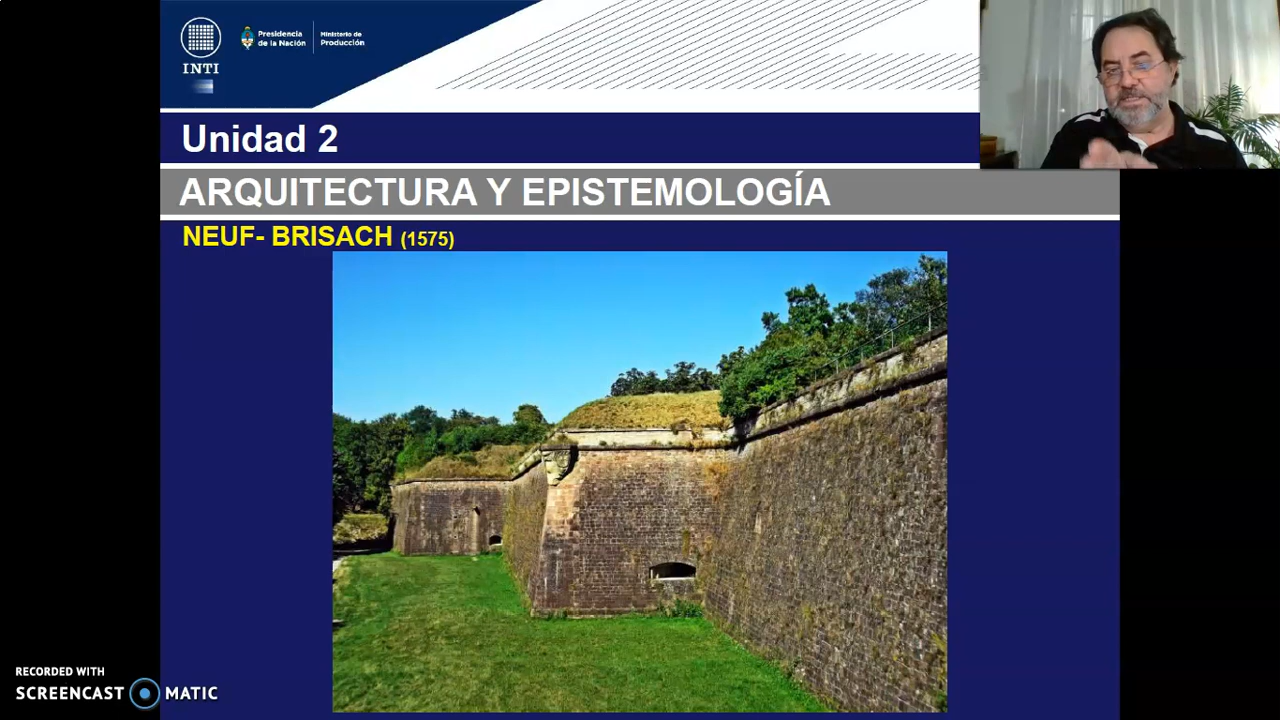 INTI
Presidencia
de la Nación
Ministerio de
Producción
Unidad 2
ARQUITECTURA Y EPISTEMOLOGÍA
NEUF- BRISACH (1575)
RECORDED WITH
SCREENCAST MATIC